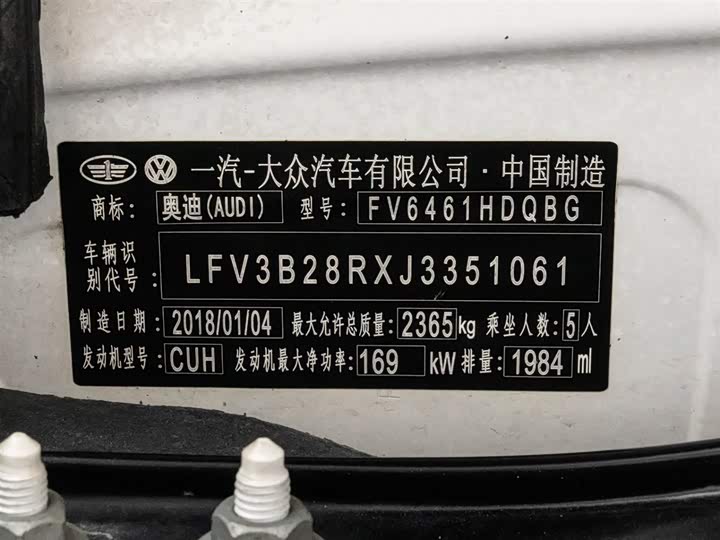 一汽-大众汽车有限公司·中国制造
商标: 奥迪(AUDI) 型号: FV6461HDQBG
车辆识
别代号: LFV3B28RXJ3351061
制造日期: 2018/01/04 最大允许总质量: 2365kg 乘坐人数: 5人
发动机型号: CUH 发动机最大净功率: 169 kW 排量: 1984 ml